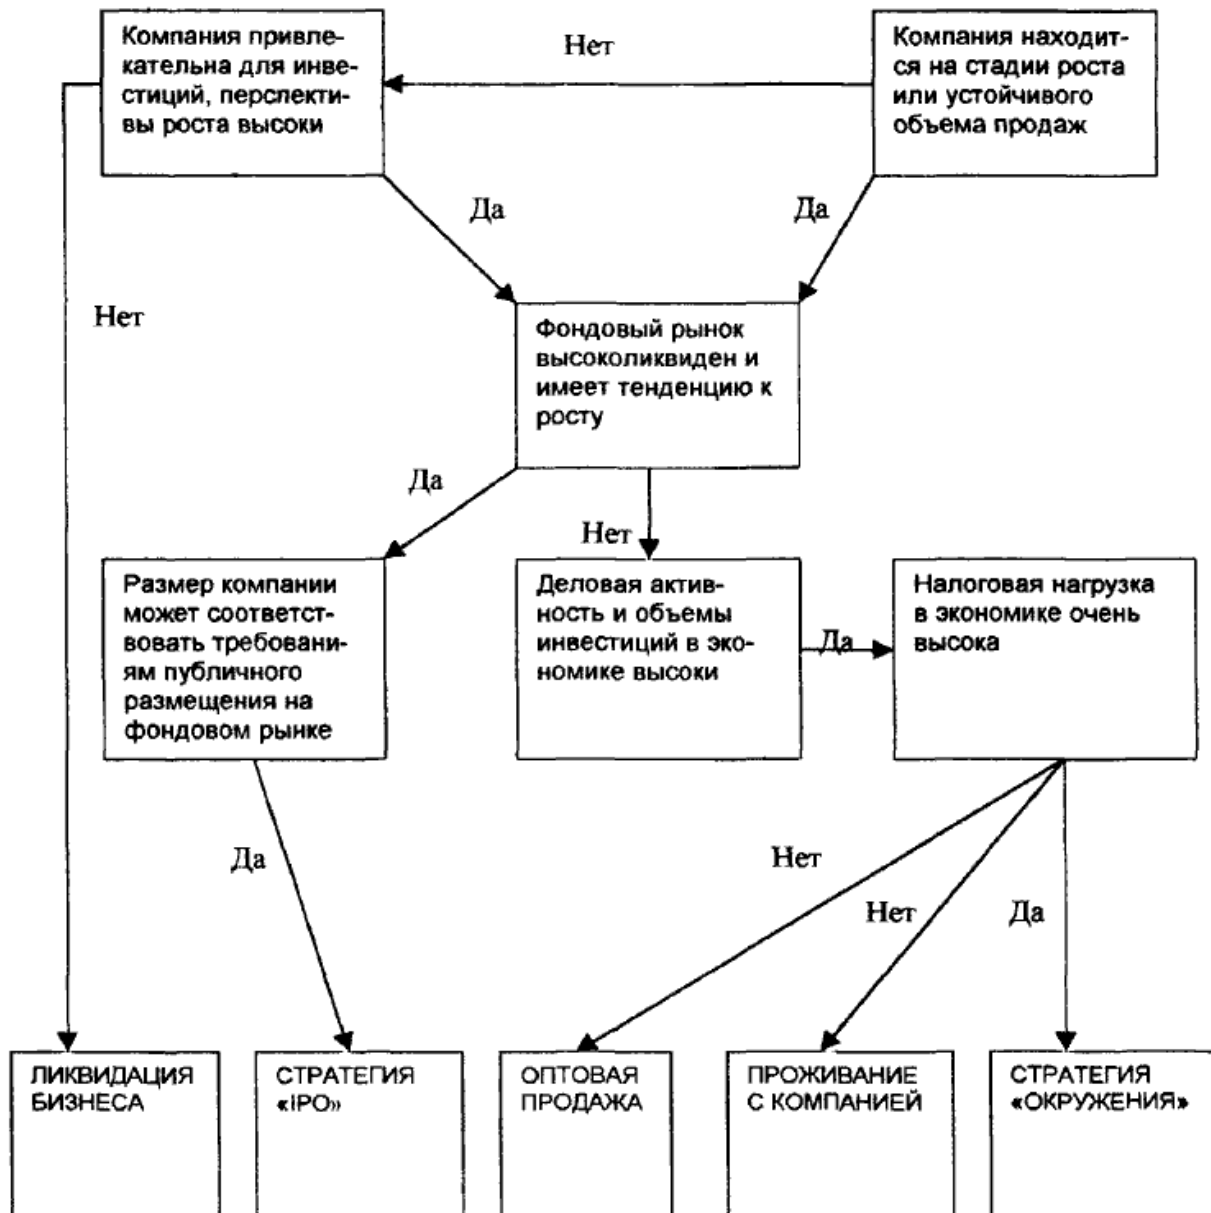 Компания привле-
кательна для инве-
стиций, перспекти-
вы роста высоки
Нет
Компания находит-
ся на стадии роста
или устойчивого
объема продаж
Да
Да
Нет
Фондовый рынок
высоколиквиден и
имеет тенденцию к
росту
Да
Нет
Размер компании
может соответст-
вовать требовани-
ям публичного
размещения на
фондовом рынке
Деловая актив-
ность и объемы
инвестиций в эко-
номике высоки
Да
Налоговая нагрузка
в экономике очень
высока
Да
Нет
Нет
Да
ЛИКВИДАЦИЯ
БИЗНЕСА
СТРАТЕГИЯ
«IPO»
ОПТОВАЯ
ПРОДАЖА
ПРОЖИВАНИЕ
С КОМПАНИЕЙ
СТРАТЕГИЯ
«ОКРУЖЕНИЯ»